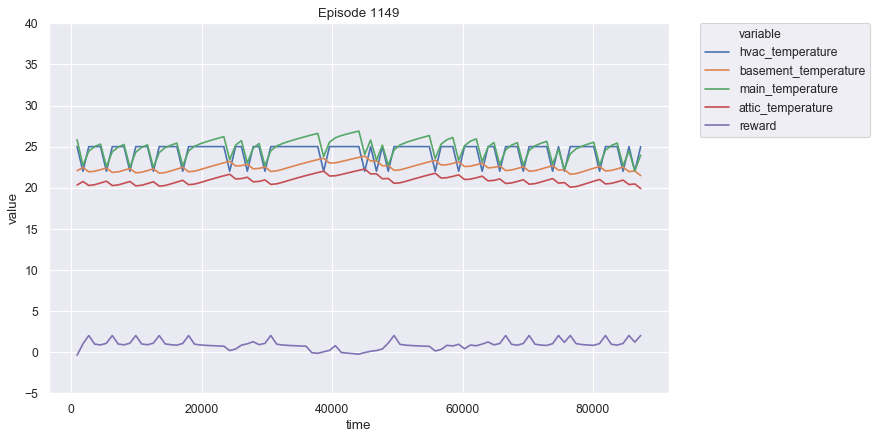 Episode 1149
40
35
30
25
20
15
10
5
0
−5
value
0
20000
40000
60000
80000
time
variable
hvac_temperature
basement_temperature
main_temperature
attic_temperature
reward